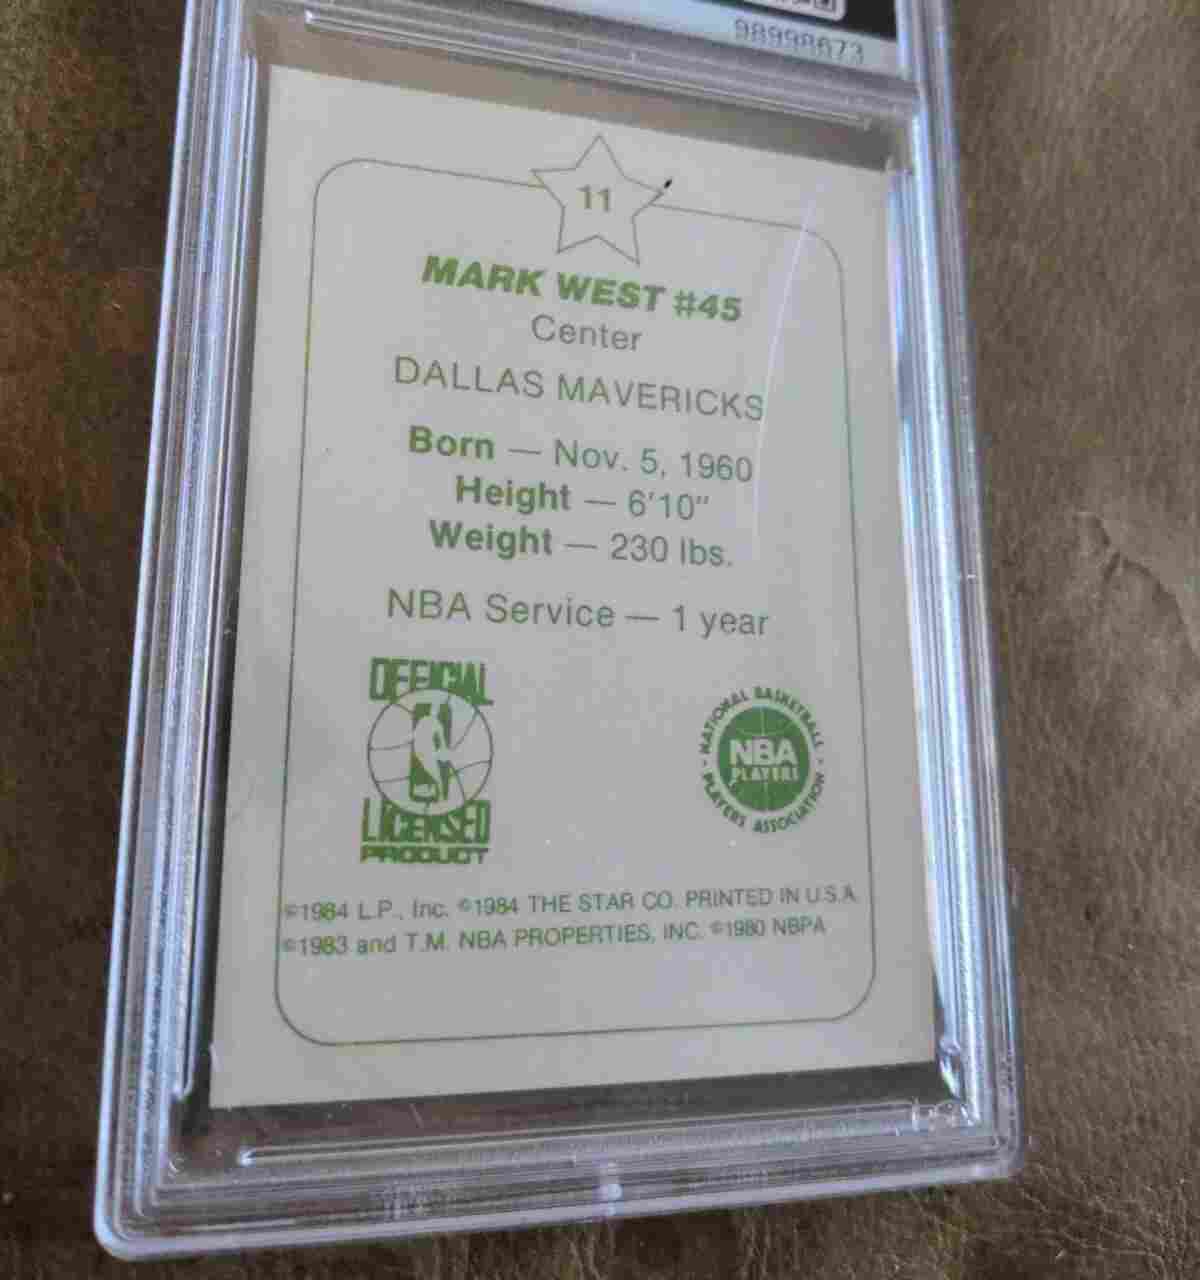 98998673
11
MARK WEST #45
Center
DALLAS MAVERICKS
Born — Nov. 5, 1960
Height — 6'10"
Weight — 230 lbs.
NBA Service — 1 year
OFFICIAL
LICENSED
PRODUCT
NATIONAL BASKETBALL
NBA
PLAYERS
PLAYERS ASSOCIATION
©1984 L.P., Inc. ©1984 THE STAR CO. PRINTED IN U.S.A.
©1983 and T.M. NBA PROPERTIES, INC. ©1980 NBPA